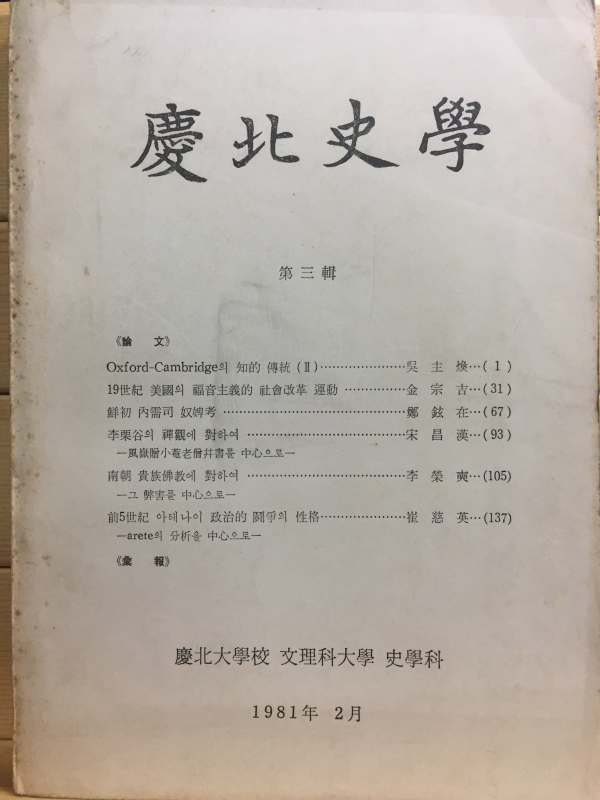 慶北史學
第三輯
《論 文》
Oxford-Cambridge의 知的 傳統(Ⅱ)…………………吳 主 煥…( 1 )
19世紀 美國의 福音主義的 社會改革 運動 ……………金 宗 吉…(31)
鮮初 內需司 奴婢考 ……………………………………鄭 鉉 在…(67)
李栗谷의 禪觀에 對하여 ………………………………宋 昌 漢…(93)
―風嶽贈小菴老僧幷書를 中心으로―
南朝 貴族佛敎에 對하여 ………………………………李 榮 奭…(105)
―그 弊害를 中心으로―
前5世紀 아테나이 政治的 鬪爭의 性格…………………崔 慈 英…(137)
―arete의 分析을 中心으로―
《彙 報》
慶北大學校 文理科大學 史學科
1981年 2月